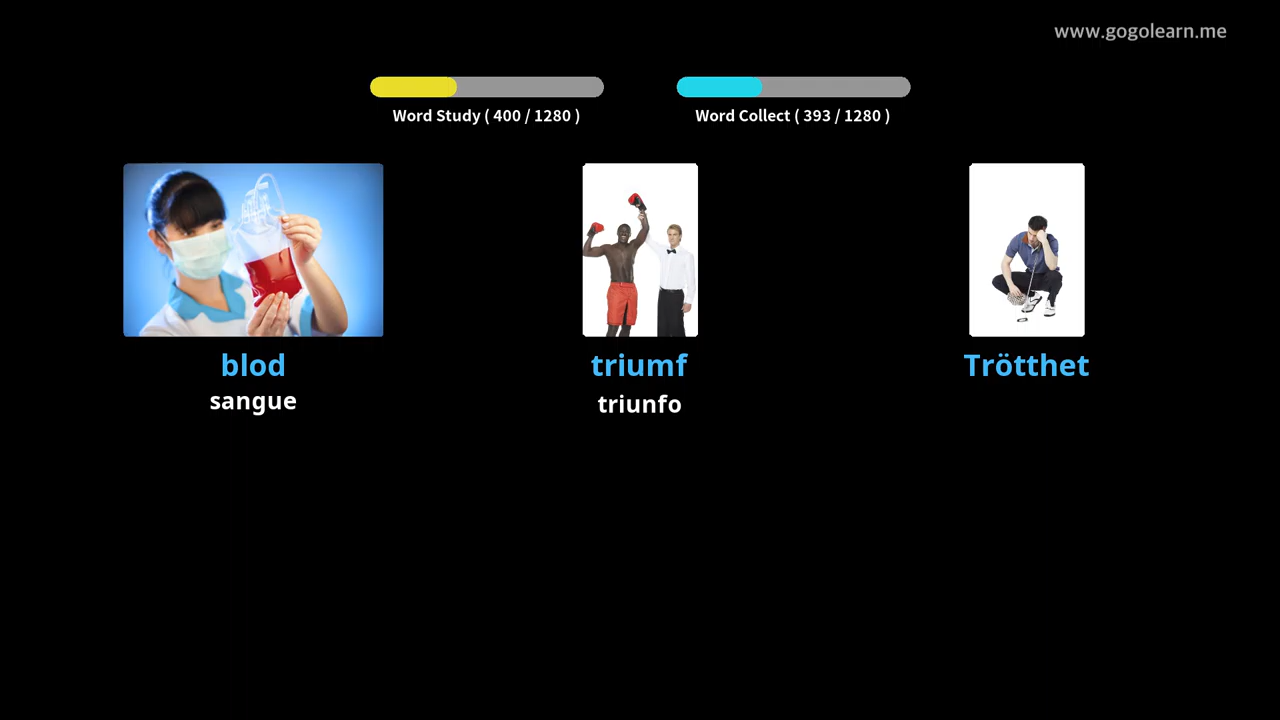 www.gogolearn.me
Word Study ( 400 / 1280 )
Word Collect ( 393 / 1280 )
blod
sangue
triumf
triunfo
Trötthet